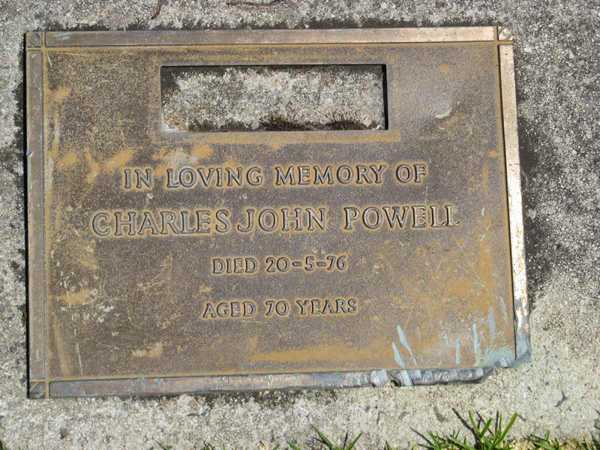 IN LOVING MEMORY OF
CHARLES JOHN POWELL
DIED 20-5-76
AGED 70 YEARS